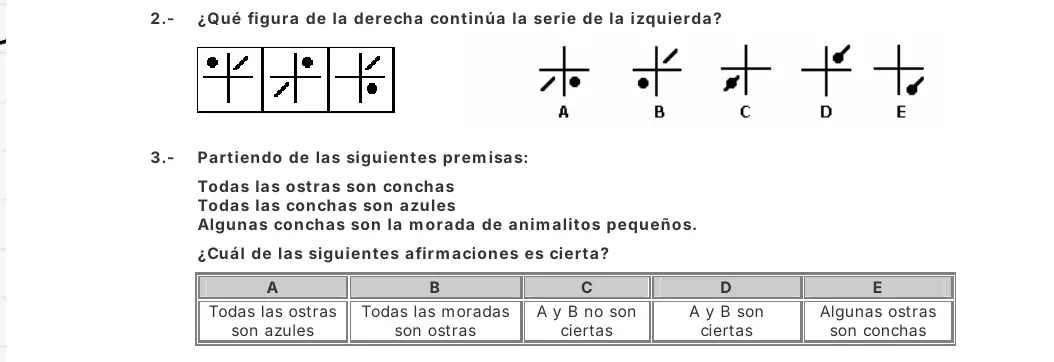 2.- ¿Qué figura de la derecha continúa la serie de la izquierda?
A B C D E
3.- Partiendo de las siguientes premisas:
Todas las ostras son conchas
Todas las conchas son azules
Algunas conchas son la morada de animalitos pequeños.
¿Cuál de las siguientes afirmaciones es cierta?
A B C D E
Todas las ostras Todas las moradas A y B no son A y B son Algunas ostras
son azules son ostras ciertas ciertas son conchas